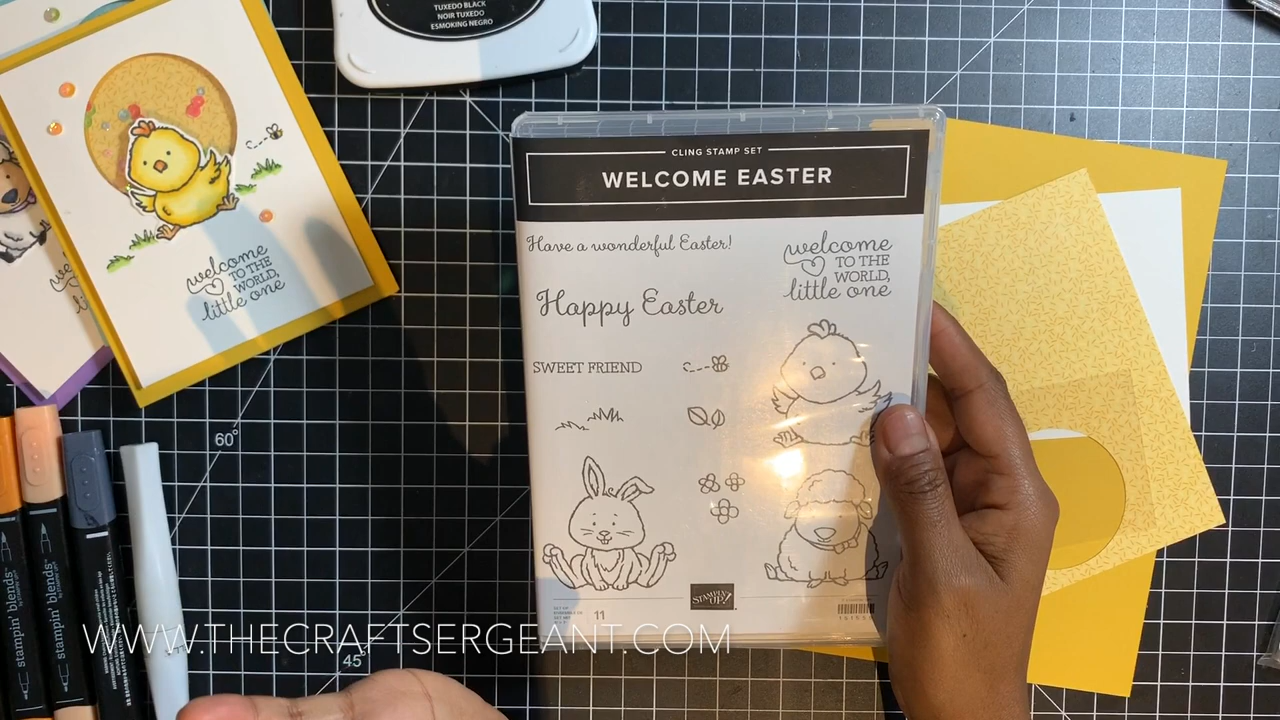 TUXEDO BLACK
NOIR TUXEDO
ESMOKING NEGRO
CLING STAMP SET
WELCOME EASTER
Have a wonderful Easter!
welcome
TO THE
WORLD,
little one
Happy Easter
SWEET FRIEND
STAMPIN' UP!
11
welcome
TO THE
WORLD,
little one
60°
45
stampin' blends
stampin' blends
WWW.THECRAFTSERGEANT.COM